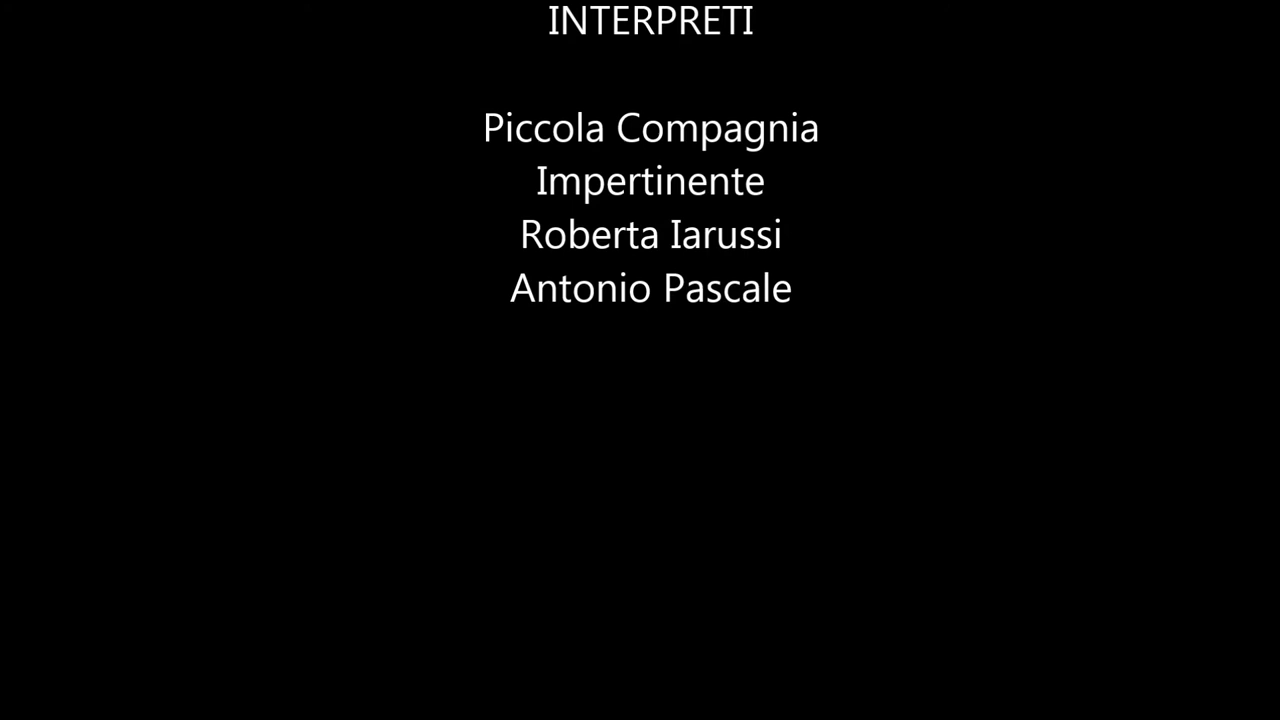 INTERPRETI
Piccola Compagnia
Impertinente
Roberta Iarussi
Antonio Pascale